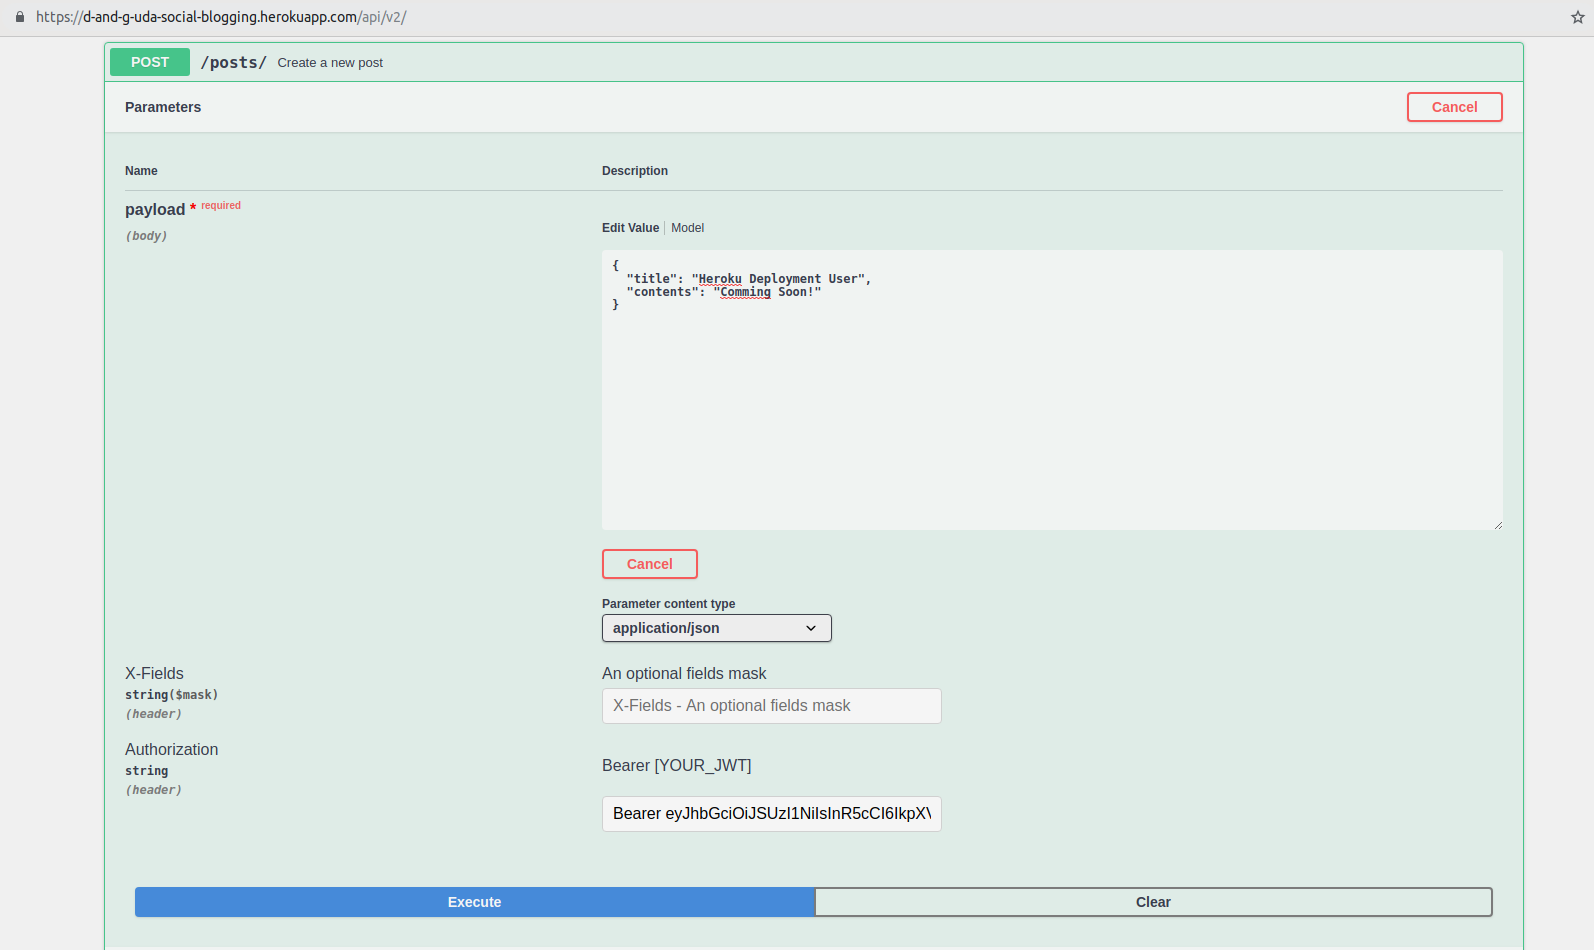 https://d-and-g-uda-social-blogging.herokuapp.com/api/v2/
POST /posts/ Create a new post
Parameters Cancel
Name Description
payload * required
(body)
Edit Value Model
{
"title": "Heroku Deployment User",
"contents": "Comming Soon!"
}
Cancel
Parameter content type
application/json
X-Fields An optional fields mask
string($mask)
(header)
X-Fields - An optional fields mask
Authorization
string
(header)
Bearer [YOUR_JWT]
Bearer eyJhbGciOiJSUzI1NiIsInR5cCI6IkpXV
Execute Clear